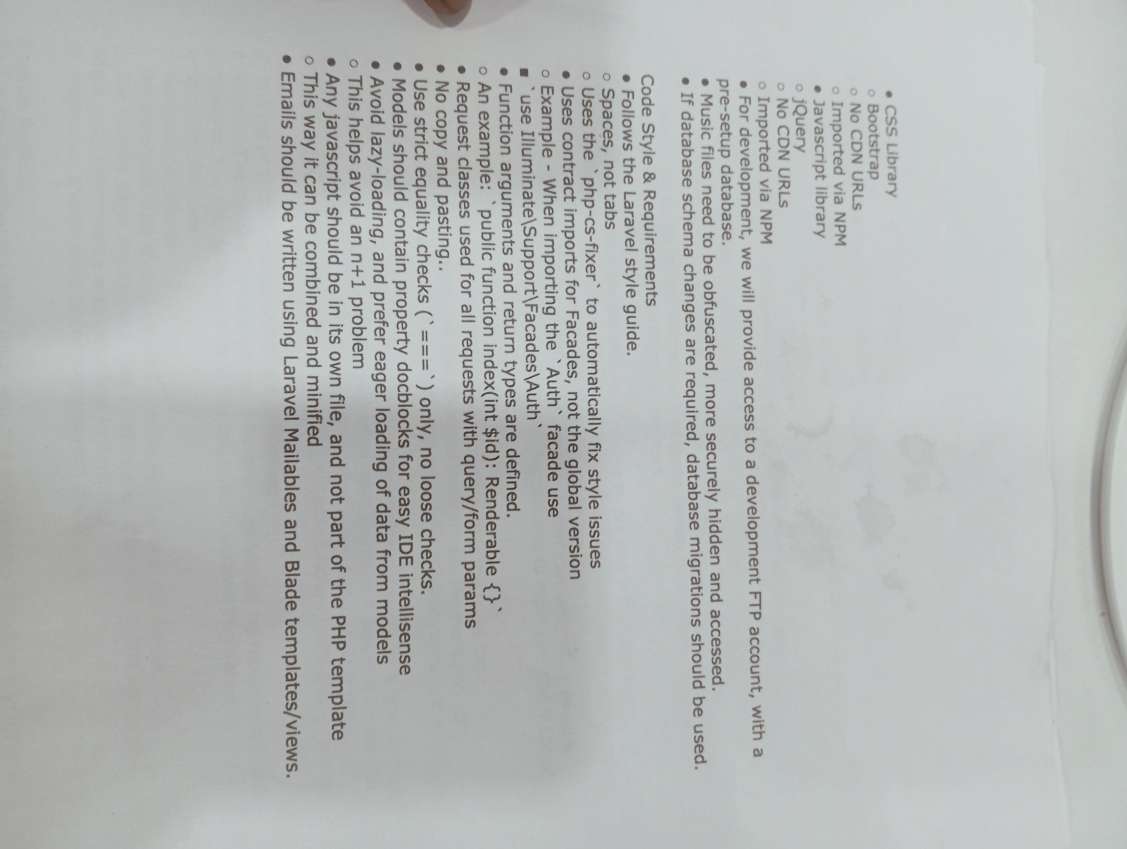 • CSS Library
○ Bootstrap
○ No CDN URLs
○ Imported via NPM
• Javascript library
○ jQuery
○ No CDN URLs
○ Imported via NPM
• For development, we will provide access to a development FTP account, with a
pre-setup database.
• Music files need to be obfuscated, more securely hidden and accessed.
• If database schema changes are required, database migrations should be used.
Code Style & Requirements
• Follows the Laravel style guide.
○ Spaces, not tabs
○ Uses the `php-cs-fixer` to automatically fix style issues
• Uses contract imports for Facades, not the global version
○ Example - When importing the `Auth` facade use
■ `use Illuminate\Support\Facades\Auth`
• Function arguments and return types are defined.
○ An example: `public function index(int $id): Renderable {}`
• Request classes used for all requests with query/form params
• No copy and pasting..
• Use strict equality checks (`===`) only, no loose checks.
• Models should contain property docblocks for easy IDE intellisense
• Avoid lazy-loading, and prefer eager loading of data from models
○ This helps avoid an n+1 problem
• Any javascript should be in its own file, and not part of the PHP template
○ This way it can be combined and minified
• Emails should be written using Laravel Mailables and Blade templates/views.